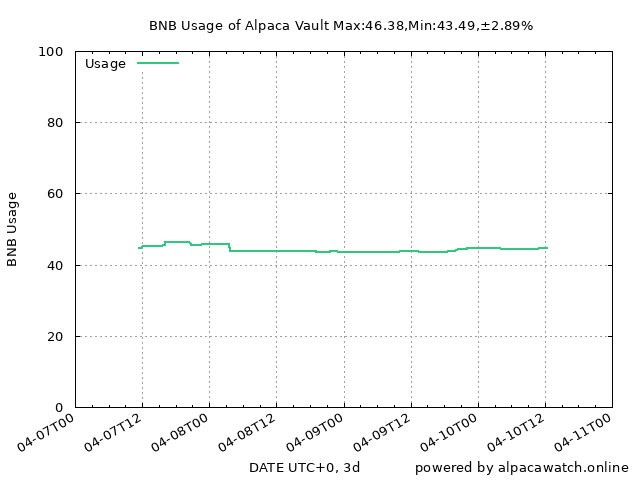 BNB Usage of Alpaca Vault Max:46.38,Min:43.49,±2.89%
100
Usage
80
60
40
20
0
BNB Usage
04-07T00
04-07T12
04-08T00
04-08T12
04-09T00
04-09T12
04-10T00
04-10T12
04-11T00
DATE UTC+0, 3d
powered by alpacawatch.online